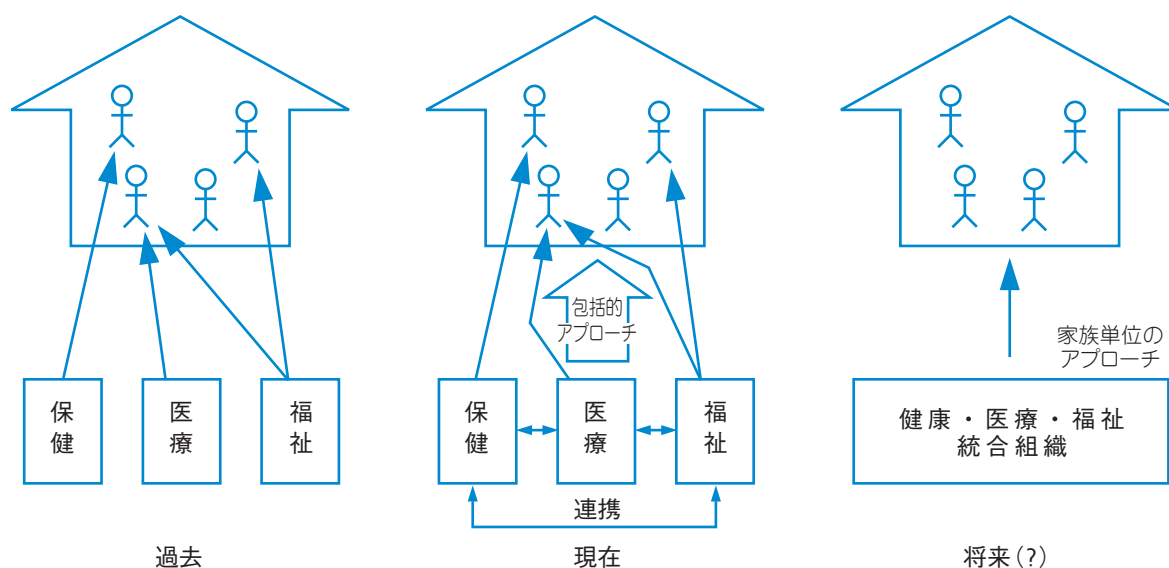 保健
医療
福祉
過去
包括的
アプローチ
保健
医療
福祉
連携
現在
家族単位の
アプローチ
健康・医療・福祉
統合組織
将来(?)